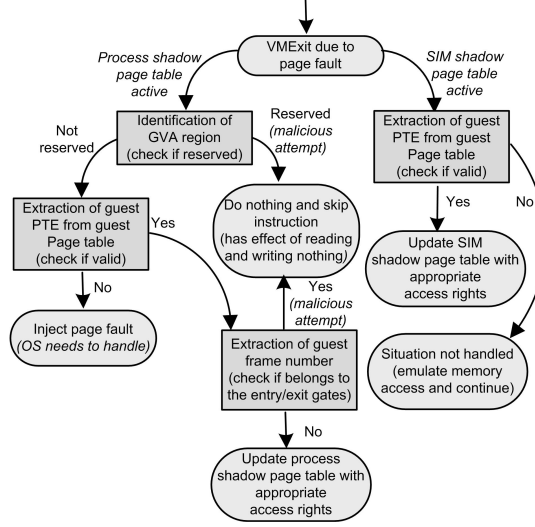 VMExit due to
page fault
Process shadow
page table
active
SIM shadow
page table
active
Identification of
GVA region
(check if reserved)
Reserved
(malicious
attempt)
Extraction of guest
PTE from guest
Page table
(check if valid)
Not
reserved
Extraction of guest
PTE from guest
Page table
(check if valid)
Yes
Do nothing and skip
instruction
(has effect of reading
and writing nothing)
Yes
No
Update SIM
shadow page table with
appropriate
access rights
No
Inject page fault
(OS needs to handle)
Yes
(malicious
attempt)
Extraction of guest
frame number
(check if belongs to
the entry/exit gates)
Situation not handled
(emulate memory
access and continue)
No
Update process
shadow page table with
appropriate
access rights